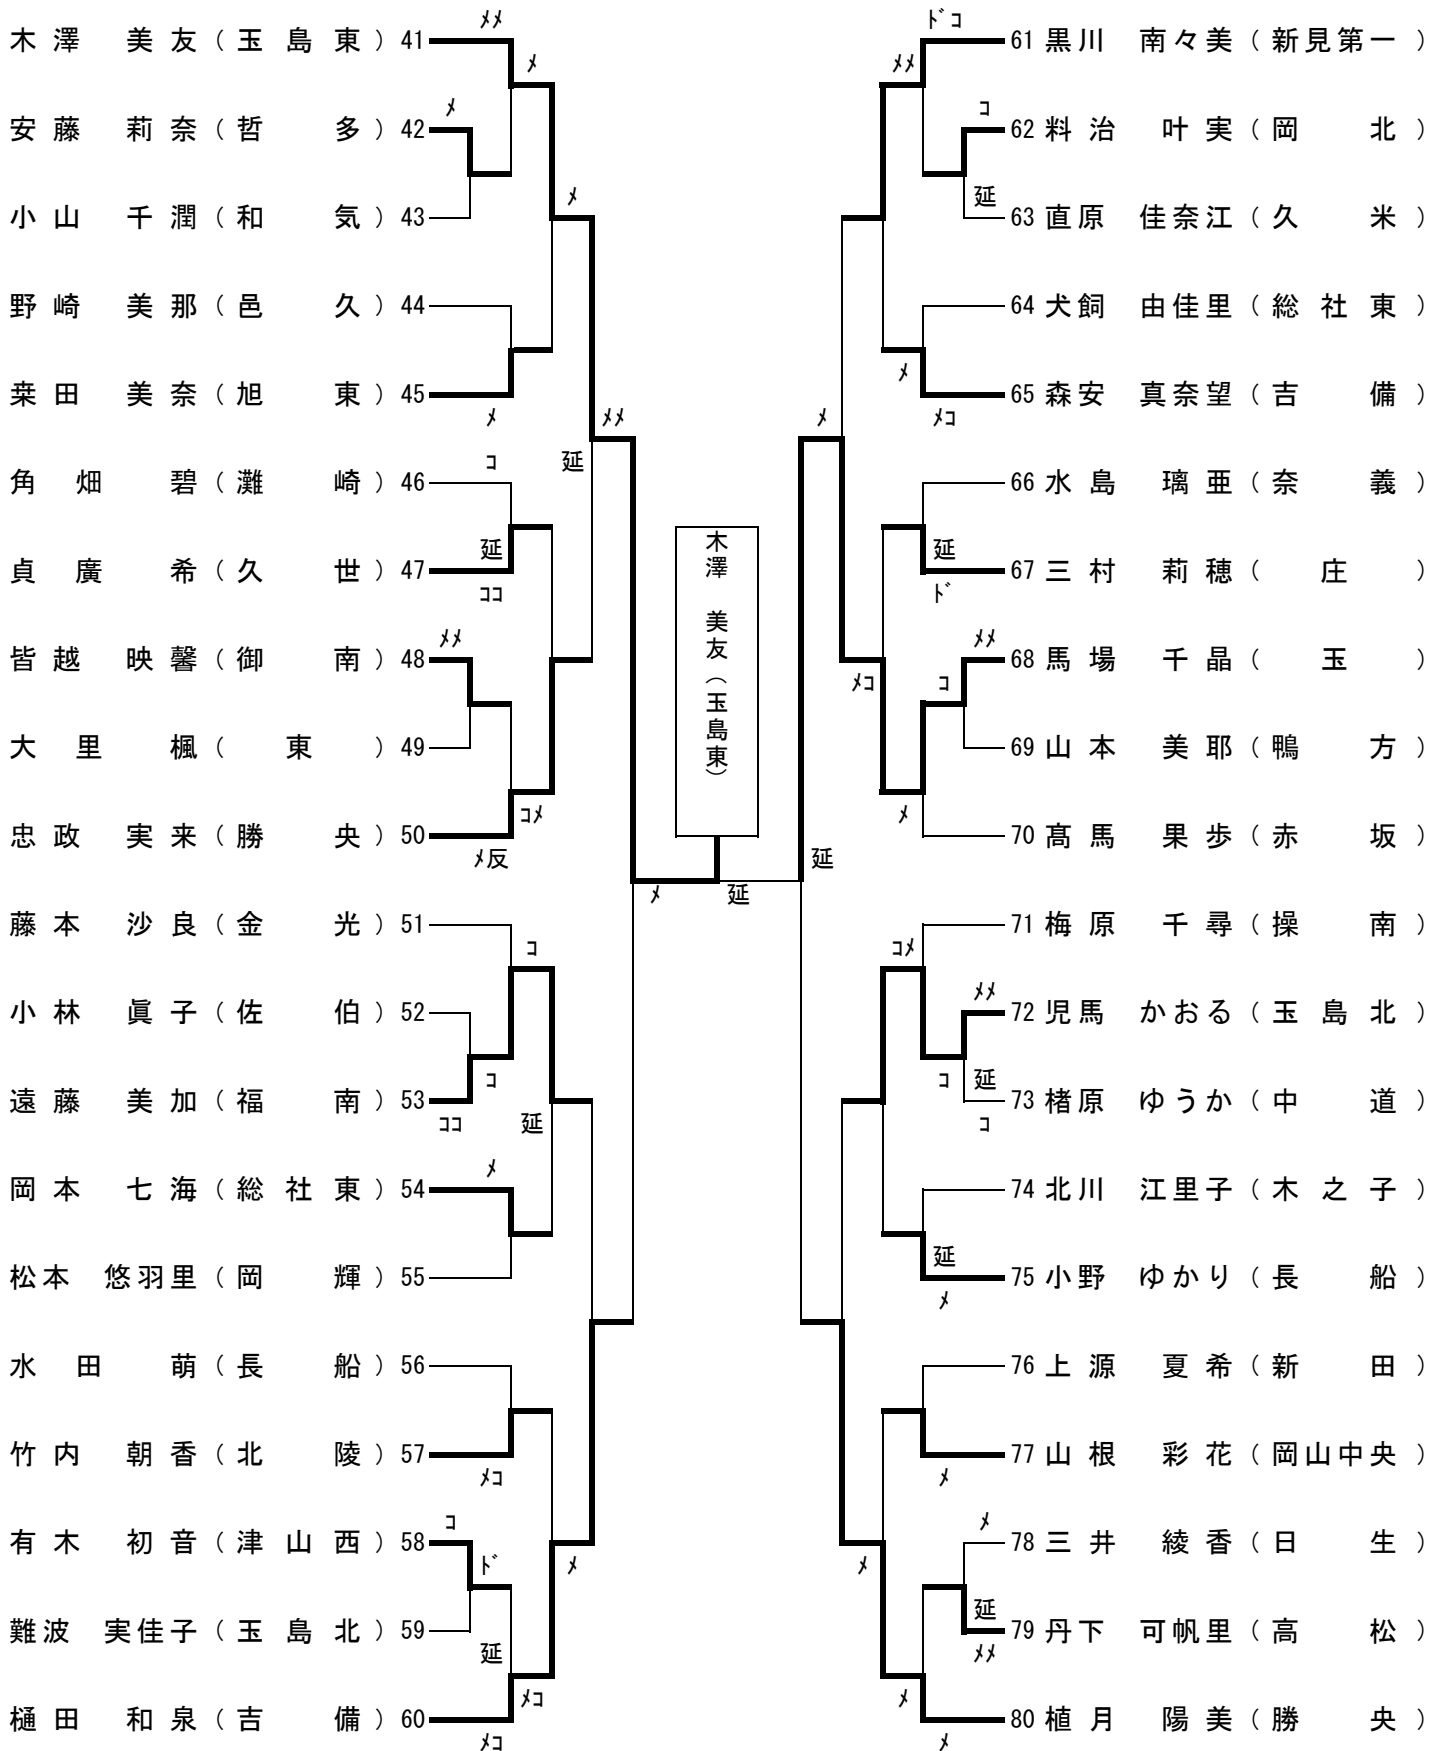 木澤 美友（玉島東）41
安藤 莉奈（哲多）42
小山 千潤（和気）43
野崎 美那（邑久）44
桒田 美奈（旭東）45
角畑 碧（灘崎）46
貞廣 希（久世）47
皆越 映馨（御南）48
大里 楓（東）49
忠政 実来（勝央）50
藤本 沙良（金光）51
小林 眞子（佐伯）52
遠藤 美加（福南）53
岡本 七海（総社東）54
松本 悠羽里（岡輝）55
水田 萌（長船）56
竹内 朝香（北陵）57
有木 初音（津山西）58
難波 実佳子（玉島北）59
樋田 和泉（吉備）60
ﾒﾒ
ﾒ
ﾒ
ﾒ
ﾒ
ﾒﾒ
コ
延
延
ココ
ﾒﾒ
コﾒ
ﾒ反
コ
コ
ココ
延
ﾒ
ﾒコ
コ
ﾄﾞ
ﾒ
延
ﾒコ
ﾒコ
木澤 美友（玉島東）
ﾒ
延
延
61 黒川 南々美（新見第一）
62 料治 叶実（岡北）
63 直原 佳奈江（久米）
64 犬飼 由佳里（総社東）
65 森安 真奈望（吉備）
66 水島 璃亜（奈義）
67 三村 莉穂（庄）
68 馬場 千晶（玉）
69 山本 美耶（鴨方）
70 髙馬 果歩（赤坂）
71 梅原 千尋（操南）
72 児馬 かおる（玉島北）
73 楮原 ゆうか（中道）
74 北川 江里子（木之子）
75 小野 ゆかり（長船）
76 上源 夏希（新田）
77 山根 彩花（岡山中央）
78 三井 綾香（日生）
79 丹下 可帆里（高松）
80 植月 陽美（勝央）
ﾄﾞコ
ﾒﾒ
コ
延
ﾒ
ﾒコ
ﾒ
延
ﾄﾞ
ﾒﾒ
コ
ﾒコ
ﾒ
コﾒ
ﾒﾒ
コ
延
コ
延
ﾒ
ﾒ
ﾒ
ﾒ
延
ﾒﾒ
ﾒ
ﾒ